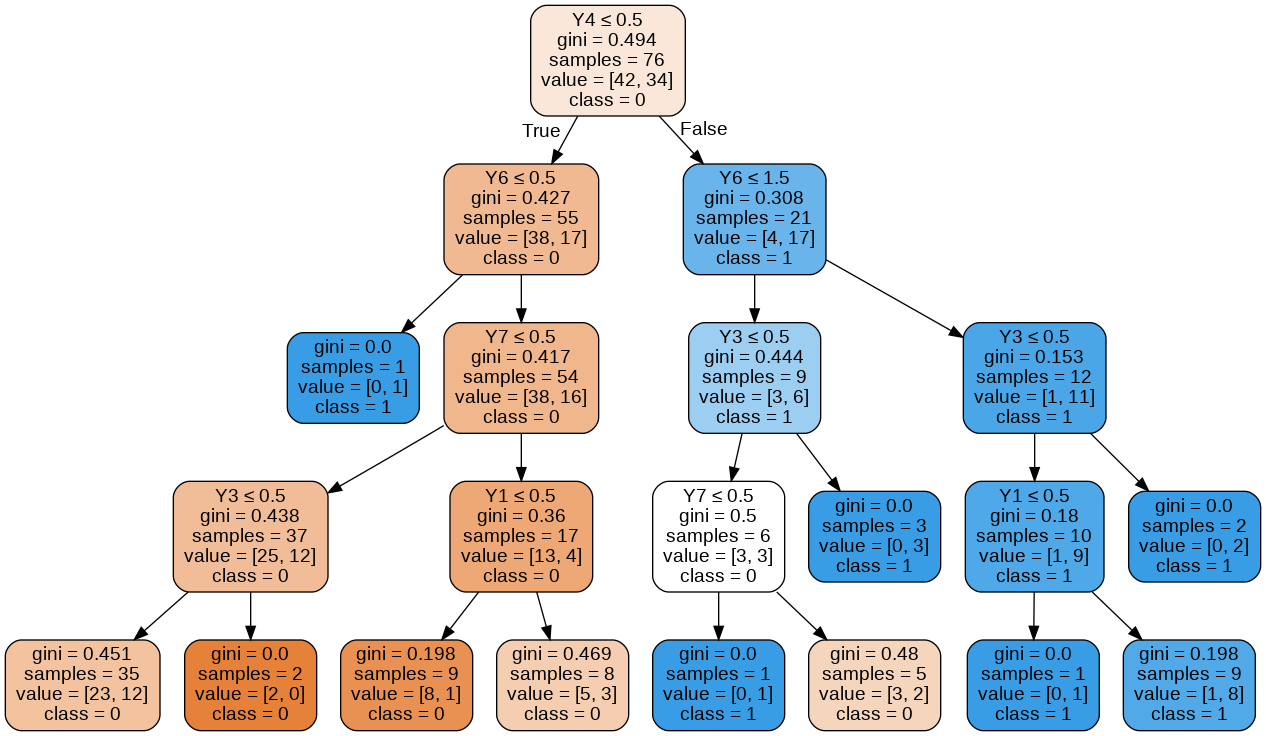 Y4 ≤ 0.5
gini = 0.494
samples = 76
value = [42, 34]
class = 0
True
False
Y6 ≤ 0.5
gini = 0.427
samples = 55
value = [38, 17]
class = 0
Y6 ≤ 1.5
gini = 0.308
samples = 21
value = [4, 17]
class = 1
gini = 0.0
samples = 1
value = [0, 1]
class = 1
Y7 ≤ 0.5
gini = 0.417
samples = 54
value = [38, 16]
class = 0
Y3 ≤ 0.5
gini = 0.444
samples = 9
value = [3, 6]
class = 1
Y3 ≤ 0.5
gini = 0.153
samples = 12
value = [1, 11]
class = 1
Y3 ≤ 0.5
gini = 0.438
samples = 37
value = [25, 12]
class = 0
Y1 ≤ 0.5
gini = 0.36
samples = 17
value = [13, 4]
class = 0
Y7 ≤ 0.5
gini = 0.5
samples = 6
value = [3, 3]
class = 0
gini = 0.0
samples = 3
value = [0, 3]
class = 1
Y1 ≤ 0.5
gini = 0.18
samples = 10
value = [1, 9]
class = 1
gini = 0.0
samples = 2
value = [0, 2]
class = 1
gini = 0.451
samples = 35
value = [23, 12]
class = 0
gini = 0.0
samples = 2
value = [2, 0]
class = 0
gini = 0.198
samples = 9
value = [8, 1]
class = 0
gini = 0.469
samples = 8
value = [5, 3]
class = 0
gini = 0.0
samples = 1
value = [0, 1]
class = 1
gini = 0.48
samples = 5
value = [3, 2]
class = 0
gini = 0.0
samples = 1
value = [0, 1]
class = 1
gini = 0.198
samples = 9
value = [1, 8]
class = 1